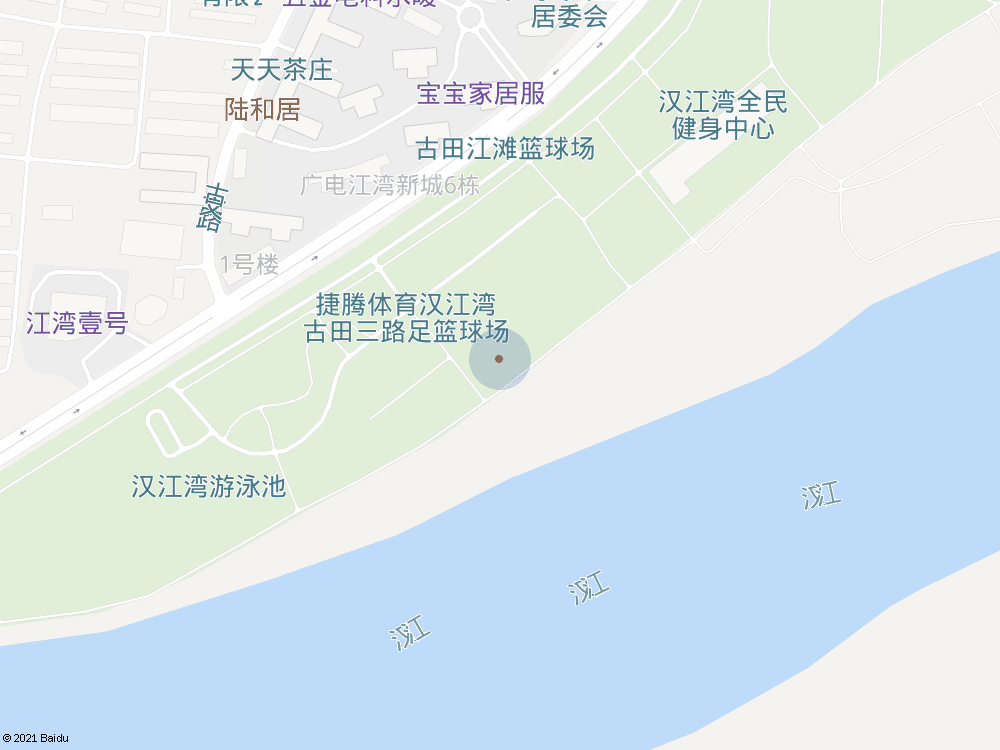 居委会
天天茶庄
陆和居
宝宝家居服
汉江湾全民
健身中心
古田江滩篮球场
广电江湾新城6栋
1号楼
捷腾体育汉江湾
古田三路足篮球场
江湾壹号
汉江湾游泳池
汉江
汉江
汉江
© 2021 Baidu